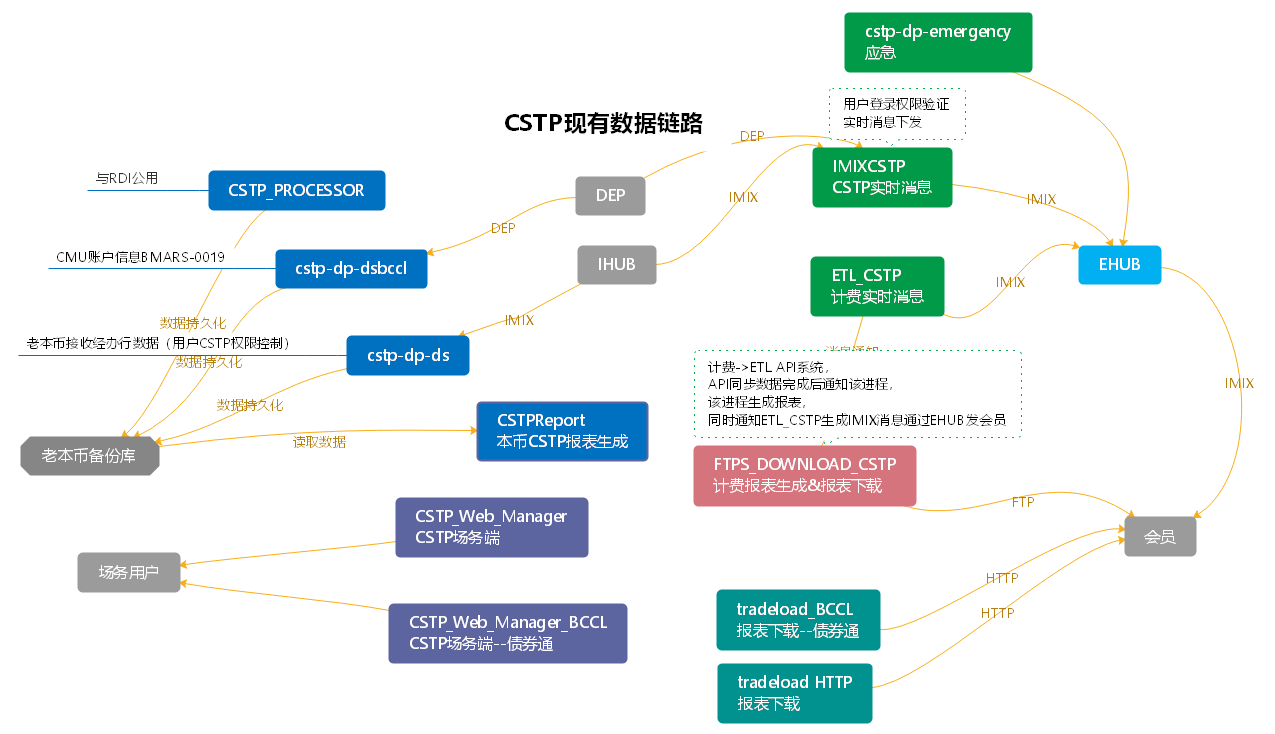 cstp-dp-emergency
应急
用户登录权限验证
实时消息下发
CSTP现有数据链路
DEP
IMIXCSTP
CSTP实时消息
与RDI公用
CSTP_PROCESSOR
DEP
IMIX
IMIX
DEP
CMU账户信息BMARS-0019
cstp-dp-dsbccl
IHUB
ETL_CSTP
计费实时消息
IMIX
EHUB
数据持久化
IMIX
老本币接收经办行数据（用户CSTP权限控制）
cstp-dp-ds
数据持久化
消息通知
计费->ETL API系统，
API同步数据完成后通知该进程，
该进程生成报表，
同时通知ETL_CSTP生成IMIX消息通过EHUB发会员
IMIX
数据持久化
CSTPReport
本币CSTP报表生成
读取数据
老本币备份库
FTPS_DOWNLOAD_CSTP
计费报表生成&报表下载
FTP
CSTP_Web_Manager
CSTP场务端
会员
场务用户
HTTP
HTTP
CSTP_Web_Manager_BCCL
CSTP场务端--债券通
tradeload_BCCL
报表下载--债券通
tradeload HTTP
报表下载